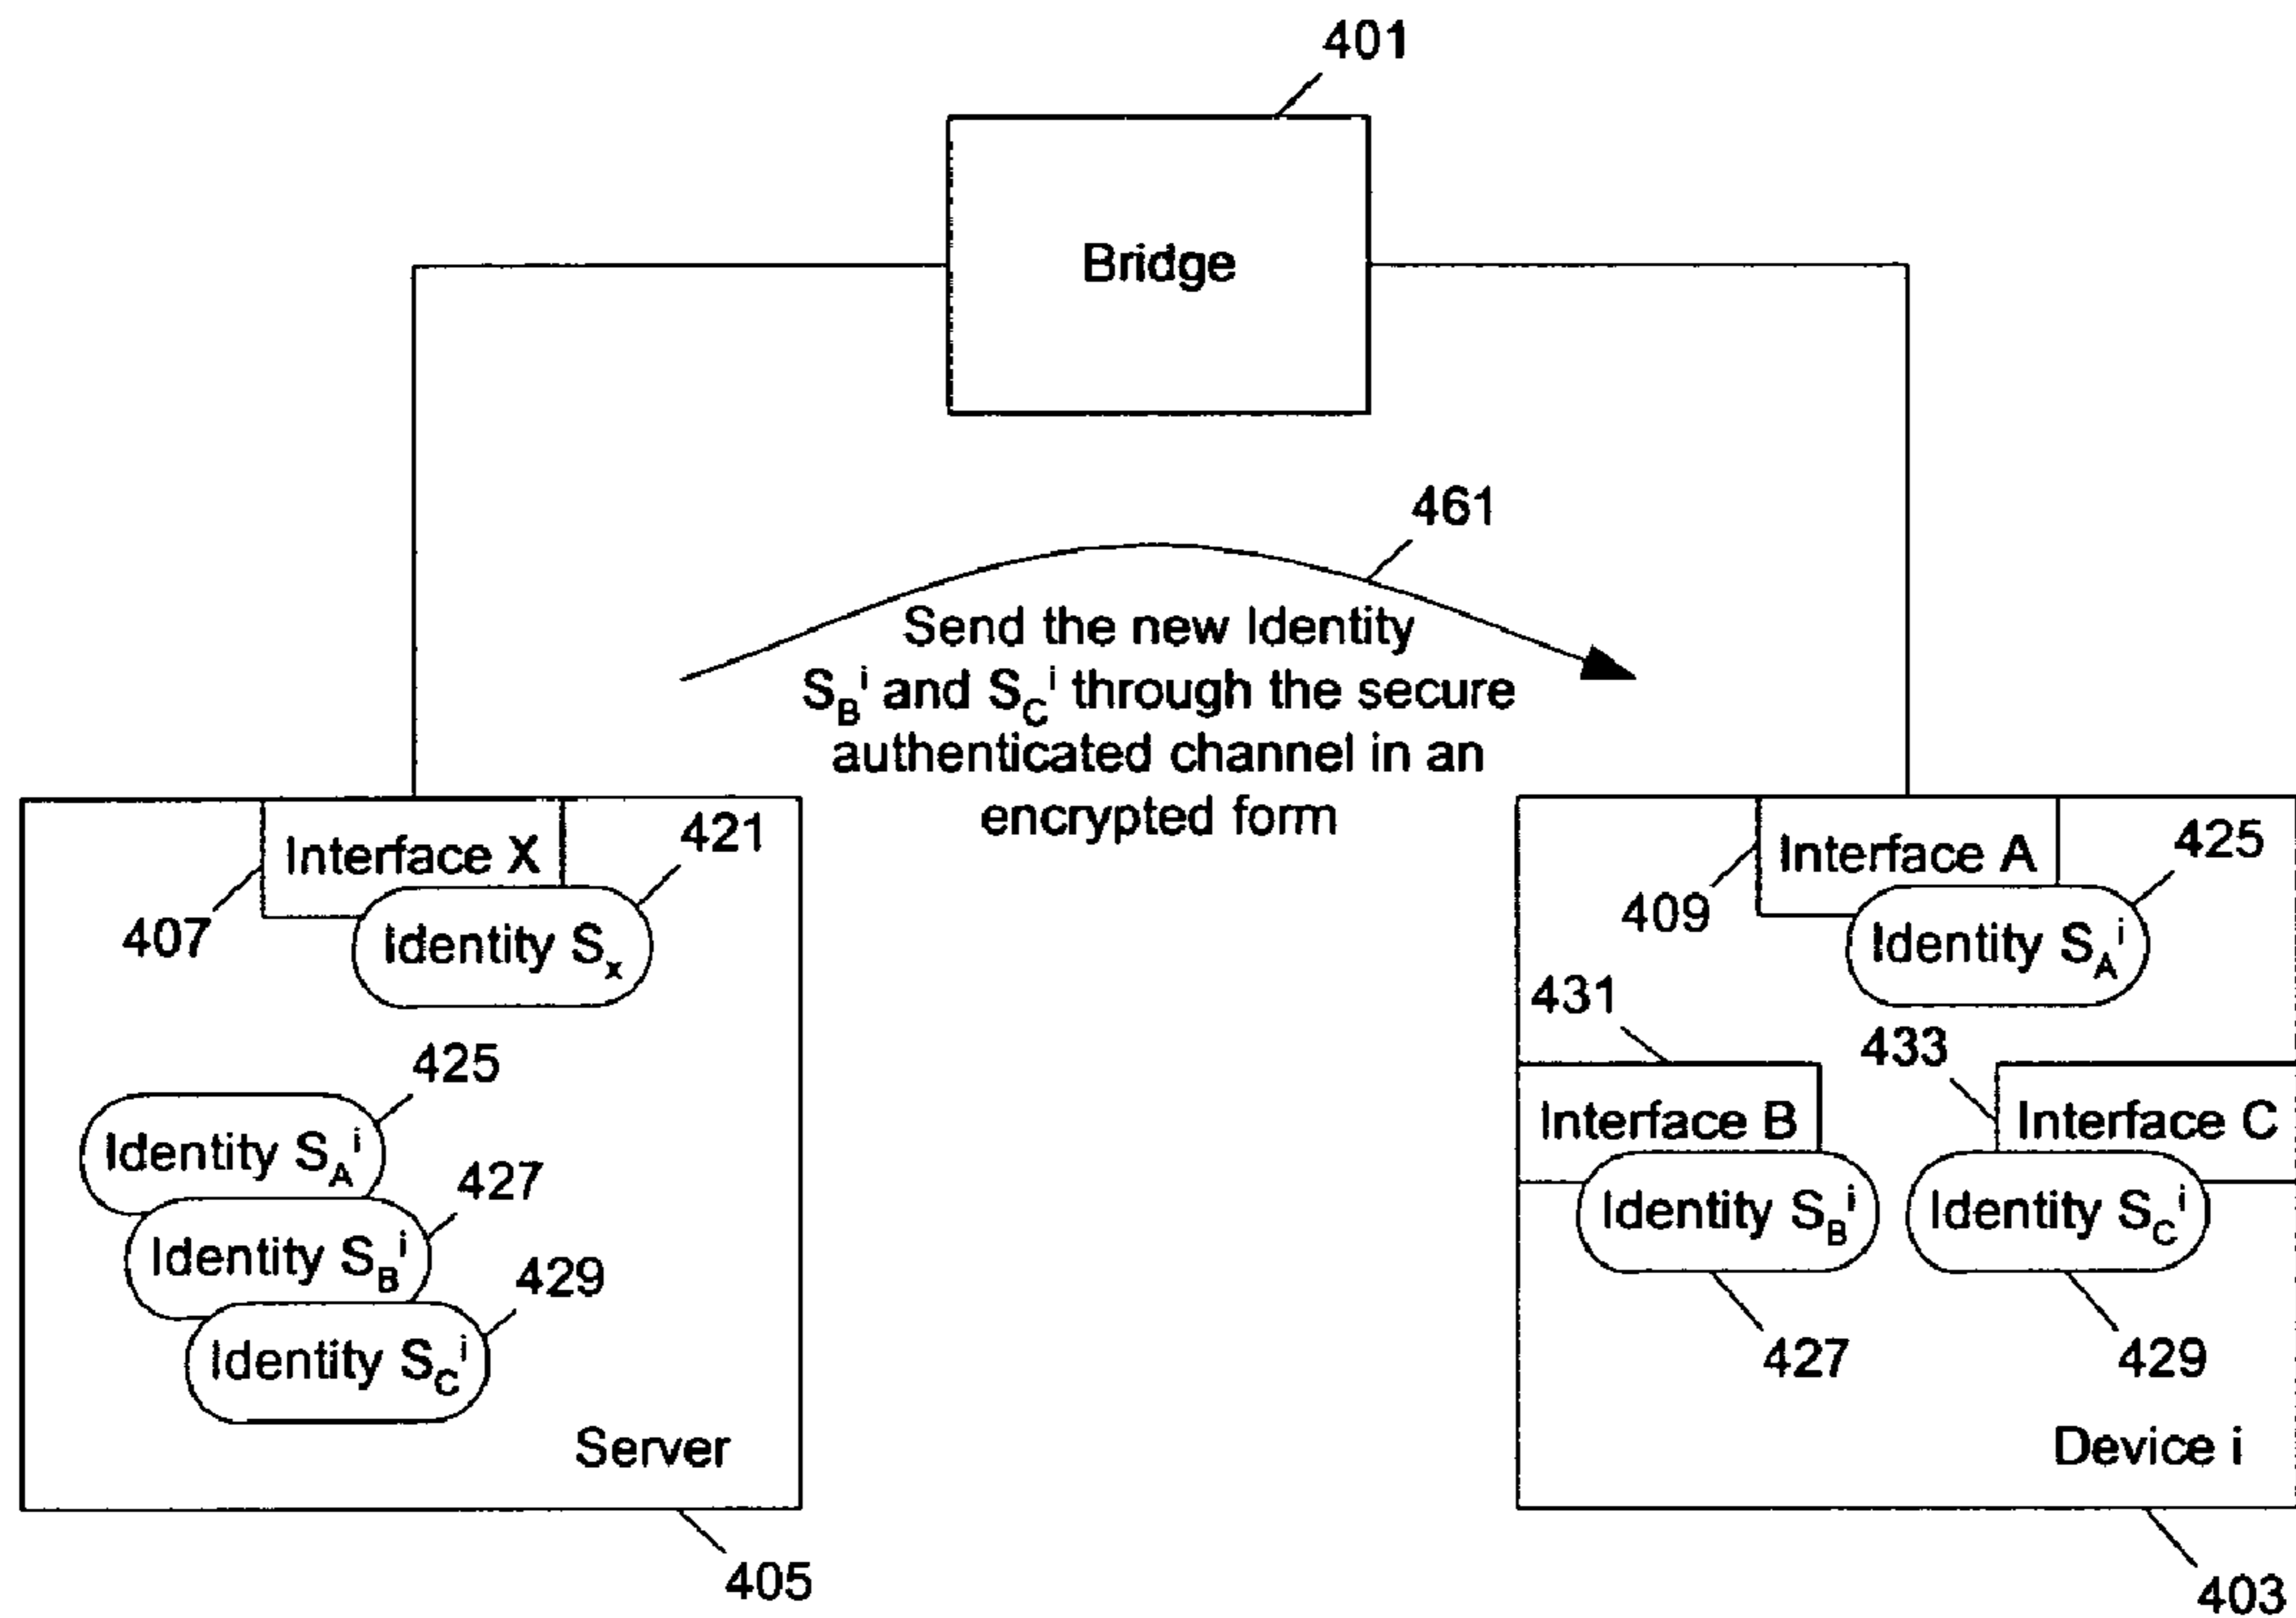 401
Bridge
461
Send the new Identity
S_B^i and S_C^i through the secure
authenticated channel in an
encrypted form
Interface X
421
407
Identity S_x
425
Identity S_A^i
427
Identity S_B^i
429
Identity S_C^i
Server
405
Interface A
425
409
Identity S_A^i
431
433
Interface B
Interface C
Identity S_B^i
Identity S_C^i
427
429
Device i
403